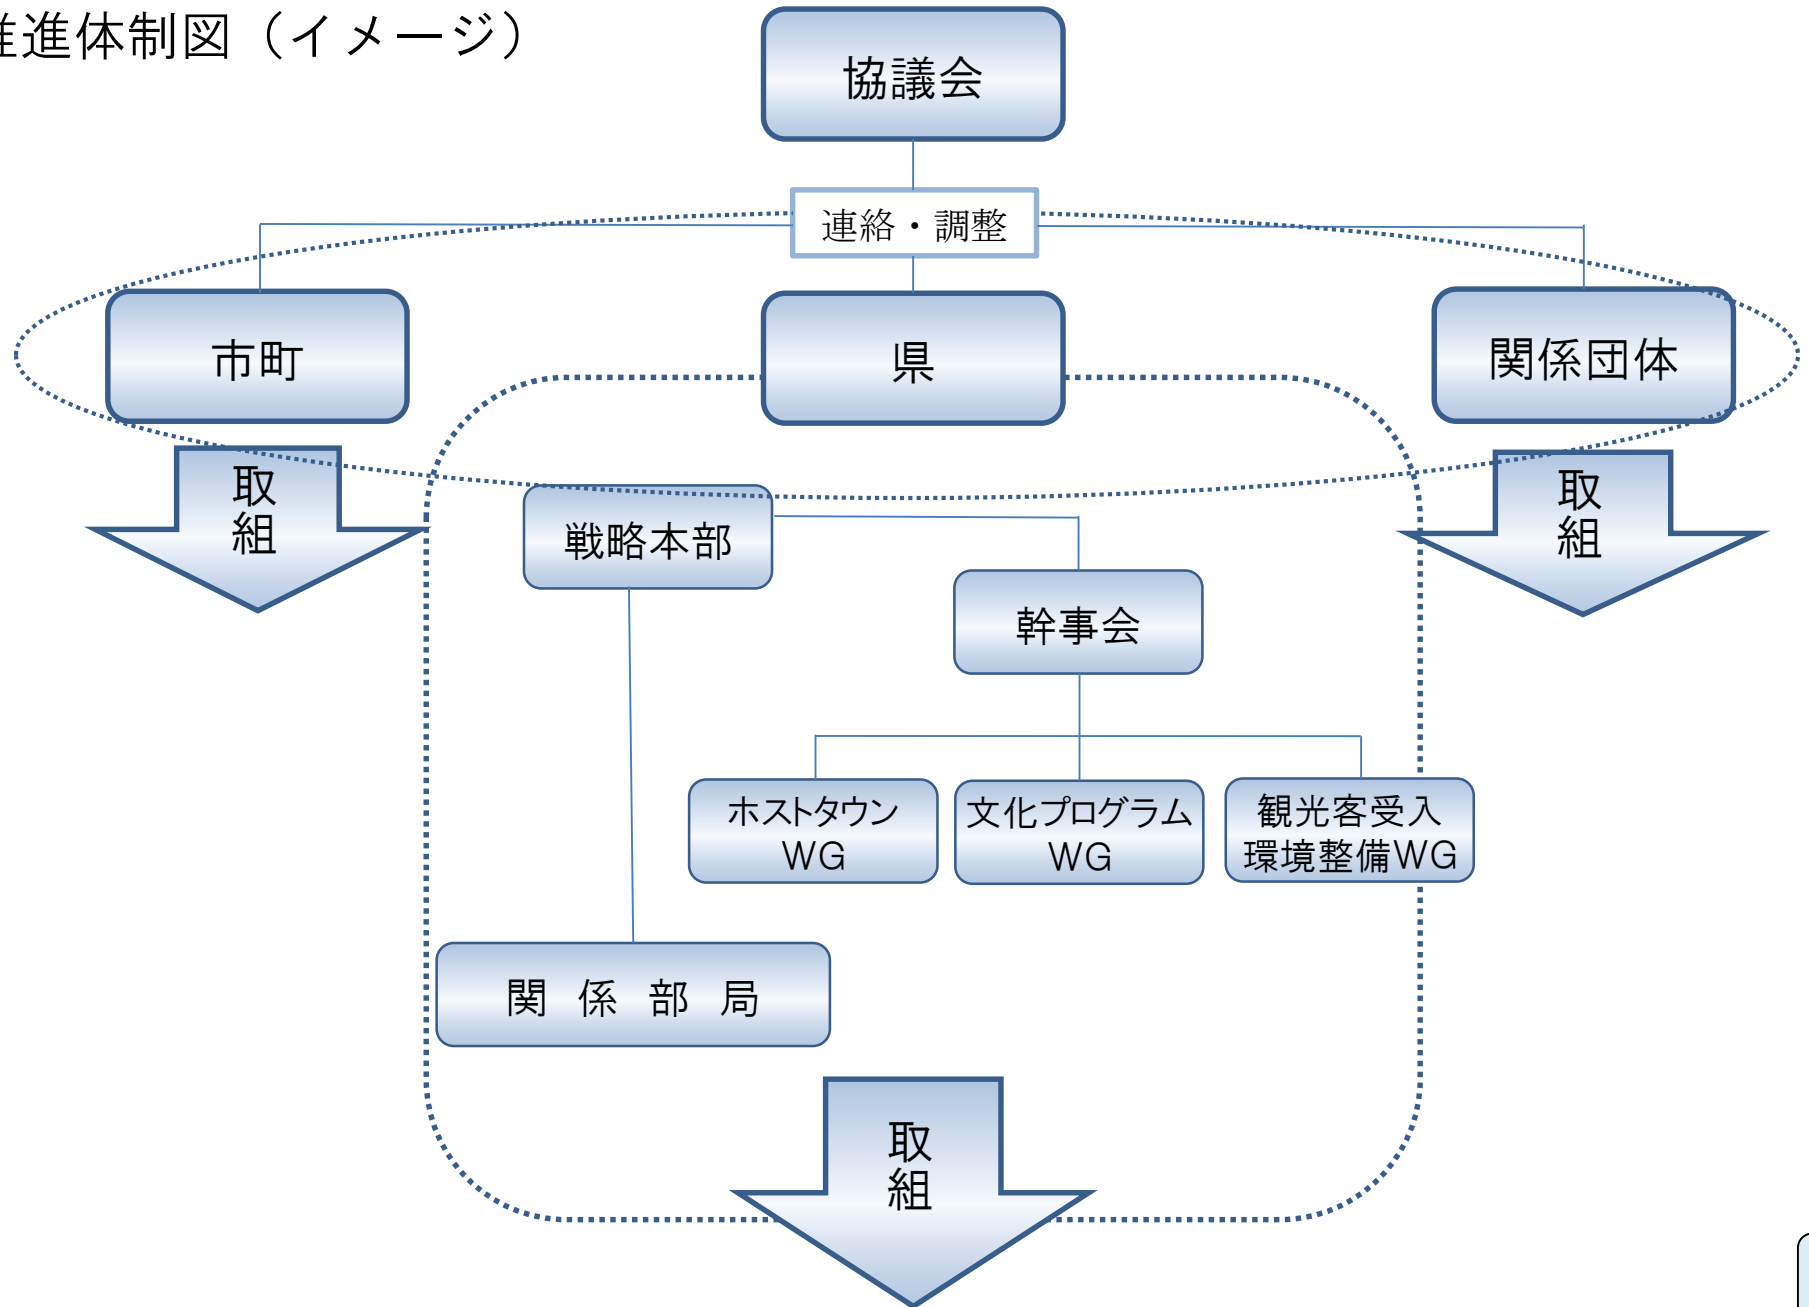 進体制図（イメージ）
協議会
連絡・調整
市町
県
関係団体
取
組
取
組
戦略本部
幹事会
ホストタウン
WG
文化プログラム
WG
観光客受入
環境整備WG
関 係 部 局
取
組